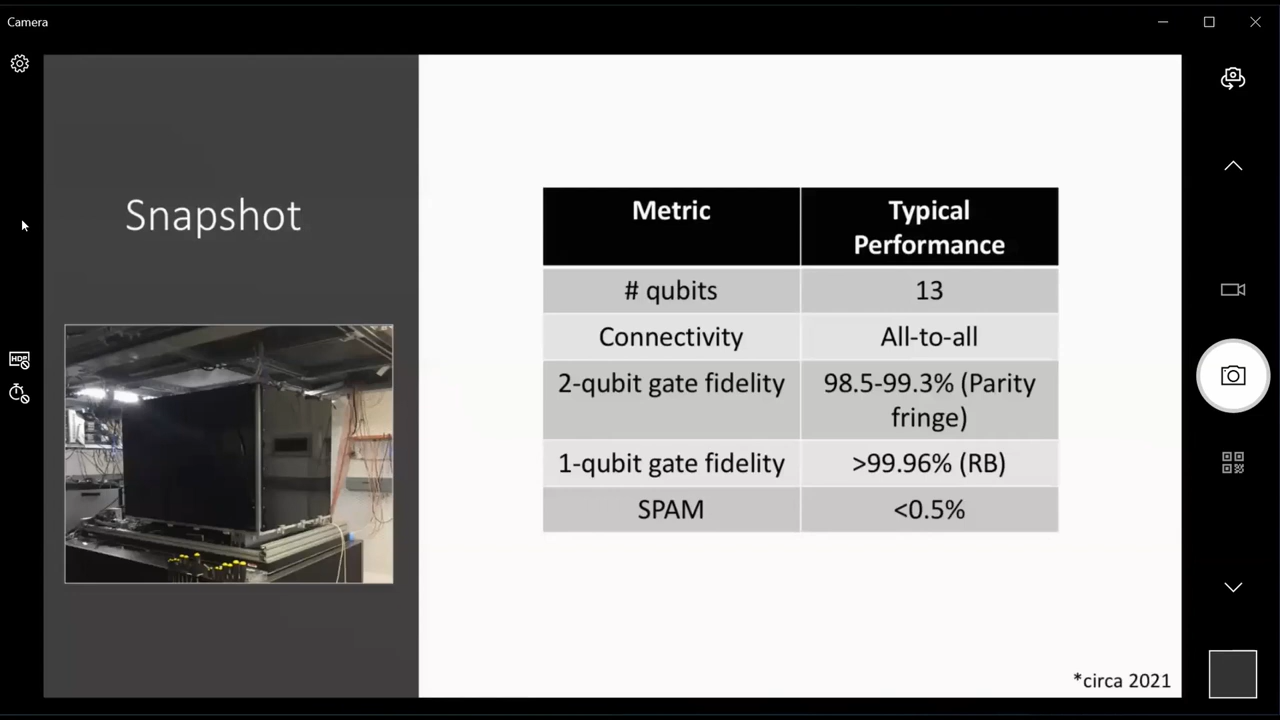 Camera
Snapshot
Metric
Typical
Performance
# qubits
13
Connectivity
All-to-all
2-qubit gate fidelity
98.5-99.3% (Parity
fringe)
1-qubit gate fidelity
>99.96% (RB)
SPAM
<0.5%
*circa 2021
HDR